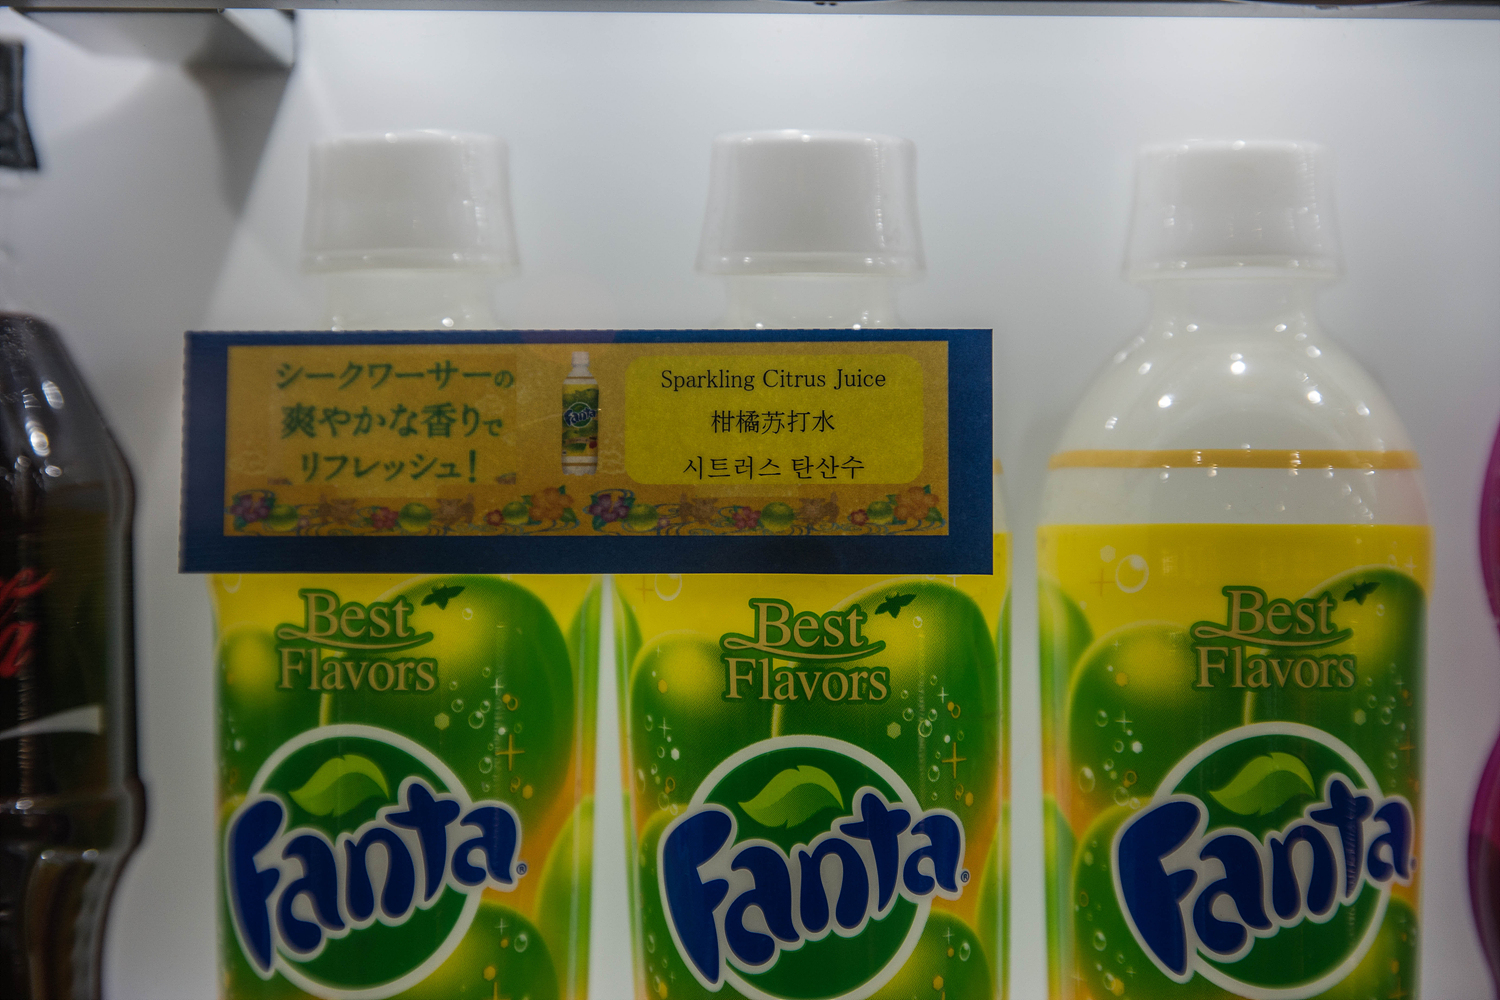 シークワーサーの
爽やかな香りで
リフレッシュ!
Fanta
Sparkling Citrus Juice
柑橘苏打水
시트러스 탄산수
Best
Flavors
Fanta®
Best
Flavors
Fanta®
Best
Flavors
Fanta